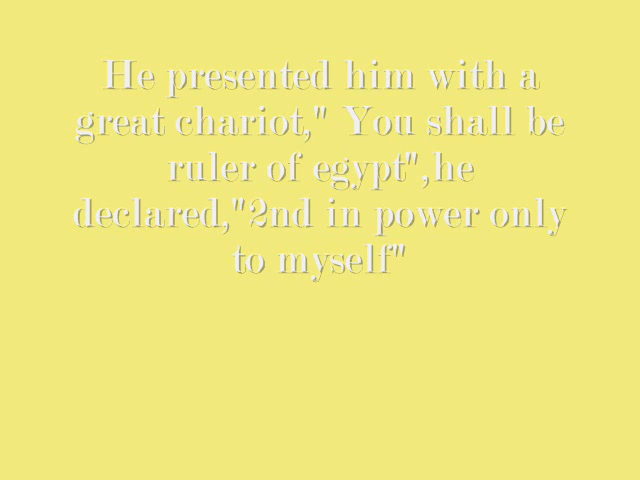 He presented him with a
great chariot," You shall be
ruler of egypt",he
declared,"2nd in power only
to myself"